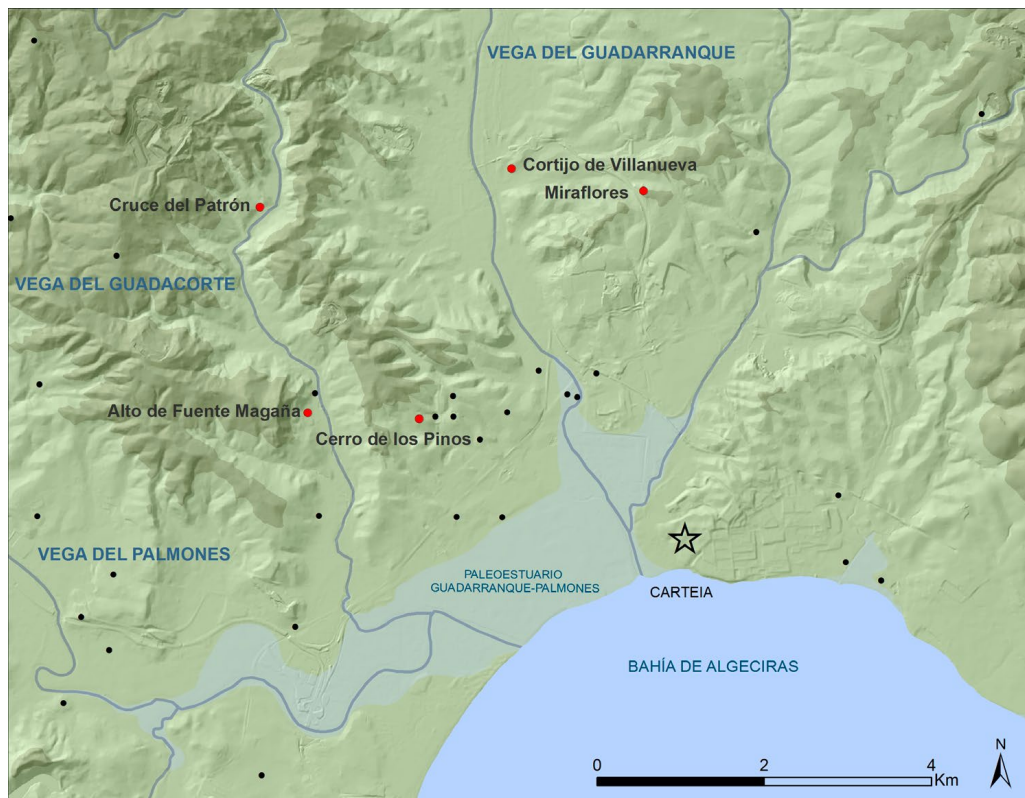 VEGA DEL GUADARRANQUE
Cortijo de Villanueva
Miraflores
Cruce del Patrón
VEGA DEL GUADACORTE
Alto de Fuente Magaña
Cerro de los Pinos
VEGA DEL PALMONES
PALEOESTUARIO
GUADARRANQUE-PALMONES
CARTEIA
BAHÍA DE ALGECIRAS
N
0 2 4
Km